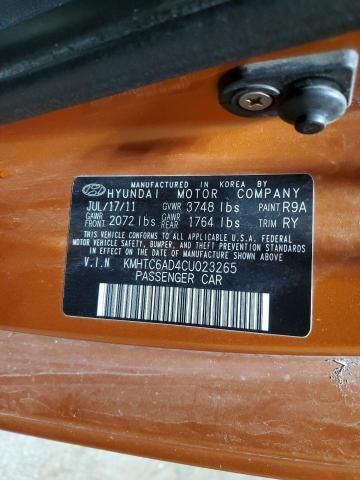 MANUFACTURED IN KOREA BY
HYUNDAI MOTOR COMPANY
JUL/17/11 GVWR 3748 lbs PAINT R9A
GAWR FRONT 2072 lbs GAWR REAR 1764 lbs TRIM RY
THIS VEHICLE CONFORMS TO ALL APPLICABLE U.S.A. FEDERAL
MOTOR VEHICLE SAFETY, BUMPER, AND THEFT PREVENTION
STANDARDS IN EFFECT ON THE DATE OF MANUFACTURE SHOWN ABOVE.
V.I.N KMHTC6AD4CU023265
PASSENGER CAR